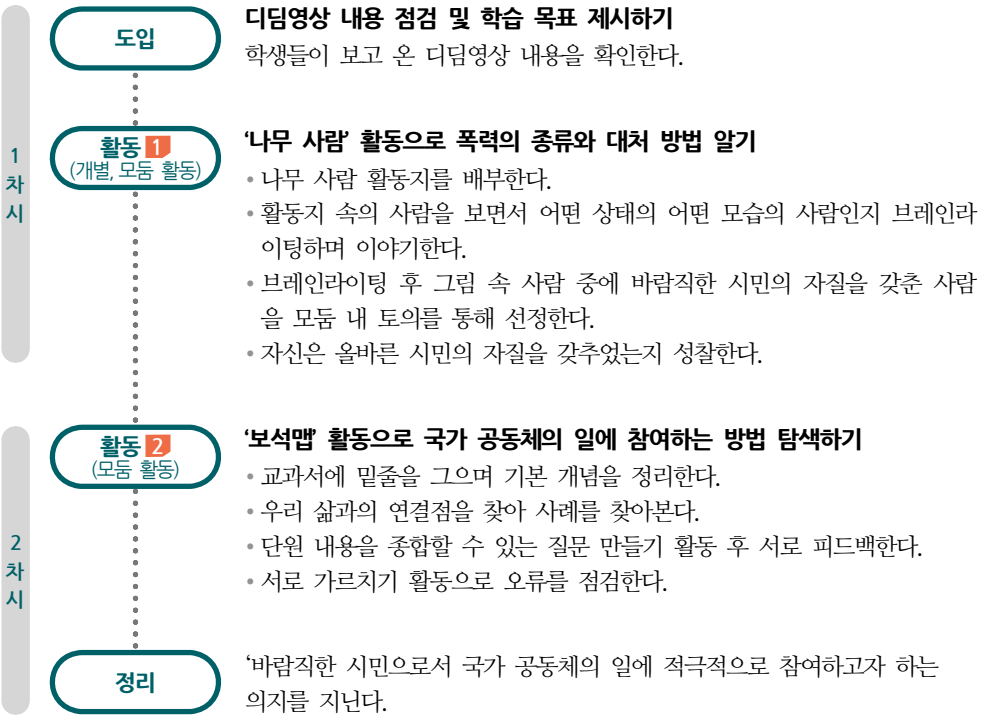 1
차
시
도입
디딤영상 내용 점검 및 학습 목표 제시하기
학생들이 보고 온 디딤영상 내용을 확인한다.
활동 1
(개별, 모둠 활동)
‘나무 사람’ 활동으로 폭력의 종류와 대처 방법 알기
• 나무 사람 활동지를 배부한다.
• 활동지 속의 사람을 보면서 어떤 상태의 어떤 모습의 사람인지 브레인라
이팅하며 이야기한다.
• 브레인라이팅 후 그림 속 사람 중에 바람직한 시민의 자질을 갖춘 사람
을 모둠 내 토의를 통해 선정한다.
• 자신은 올바른 시민의 자질을 갖추었는지 성찰한다.
2
차
시
활동 2
(모둠 활동)
‘보석맵’ 활동으로 국가 공동체의 일에 참여하는 방법 탐색하기
• 교과서에 밑줄을 그으며 기본 개념을 정리한다.
• 우리 삶과의 연결점을 찾아 사례를 찾아본다.
• 단원 내용을 종합할 수 있는 질문 만들기 활동 후 서로 피드백한다.
• 서로 가르치기 활동으로 오류를 점검한다.
정리
‘바람직한 시민으로서 국가 공동체의 일에 적극적으로 참여하고자 하는
의지를 지닌다.